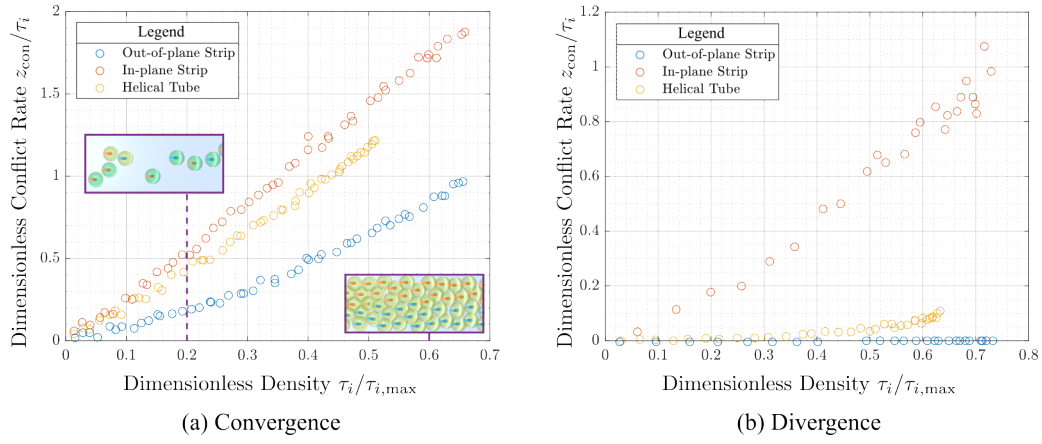 Legend
Out-of-plane Strip
In-plane Strip
Helical Tube
Dimensionless Conflict Rate z_con/τ_i
2
1.5
1
0.5
0
0 0.1 0.2 0.3 0.4 0.5 0.6 0.7
Dimensionless Density τ_i/τ_i,max
(a) Convergence
Legend
Out-of-plane Strip
In-plane Strip
Helical Tube
Dimensionless Conflict Rate z_con/τ_i
1.2
1
0.8
0.6
0.4
0.2
0
0 0.1 0.2 0.3 0.4 0.5 0.6 0.7 0.8
Dimensionless Density τ_i/τ_i,max
(b) Divergence